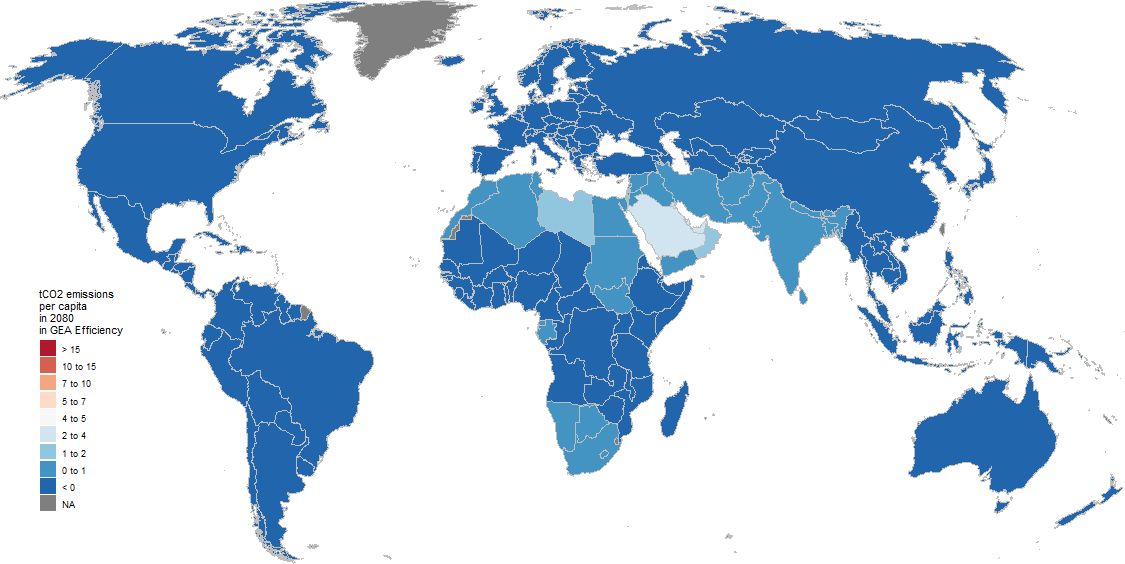 tCO2 emissions
per capita
in 2080
in GEA Efficiency
> 15
10 to 15
7 to 10
5 to 7
4 to 5
2 to 4
1 to 2
0 to 1
< 0
NA